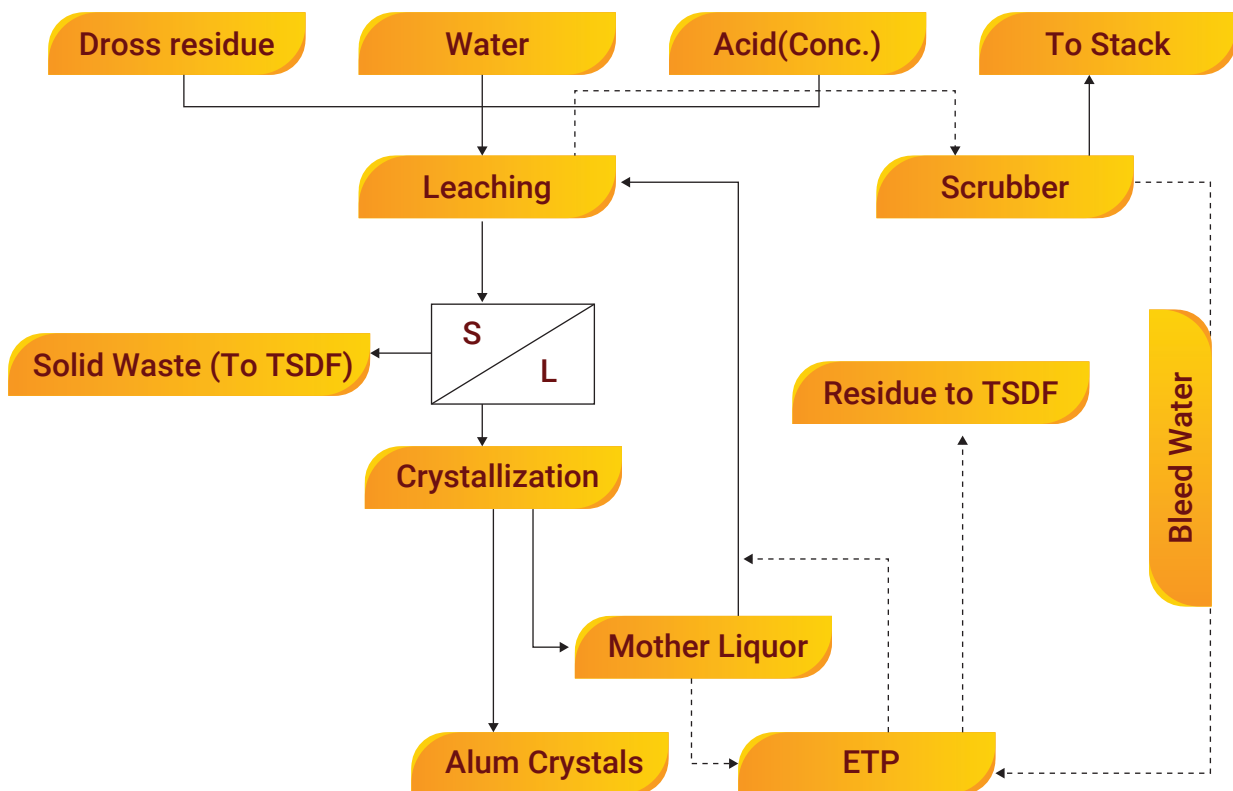 Dross residue
Water
Acid(Conc.)
To Stack
Leaching
Scrubber
S
L
Solid Waste (To TSDF)
Residue to TSDF
Bleed Water
Crystallization
Mother Liquor
Alum Crystals
ETP